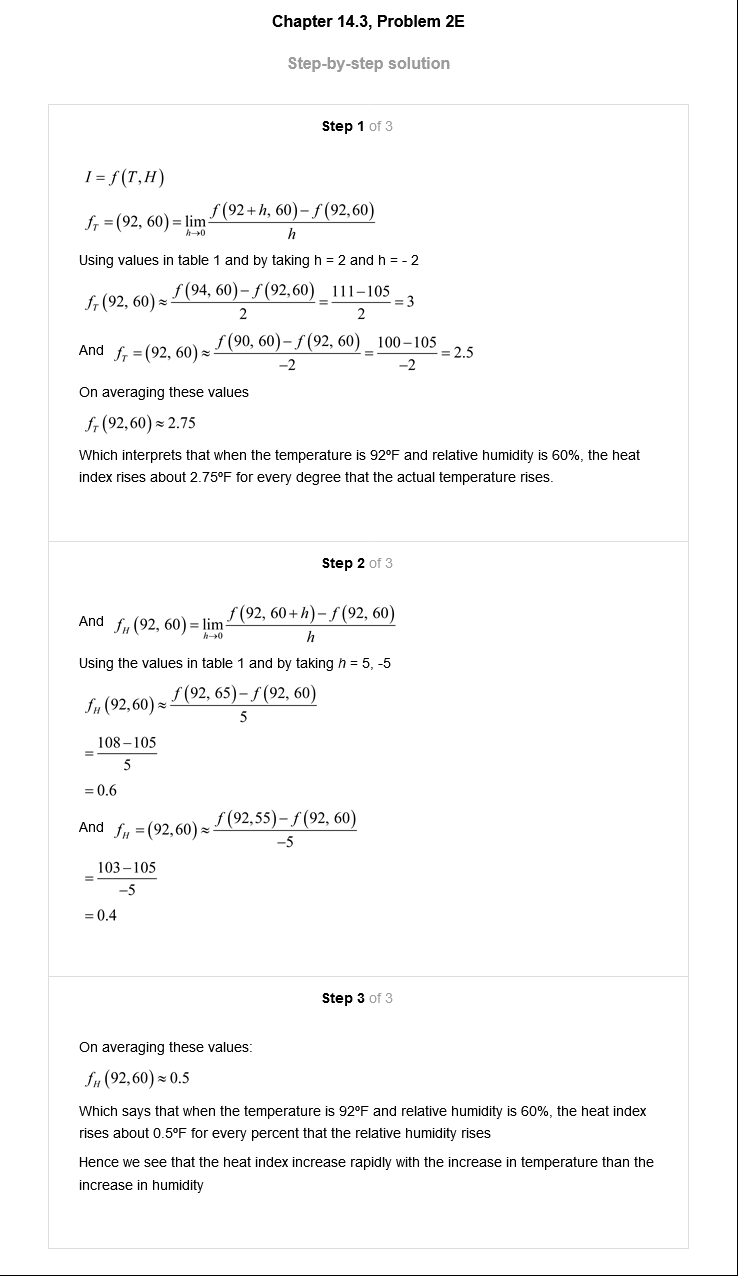 Chapter 14.3, Problem 2E
Step-by-step solution
Step 1 of 3
I = f(T,H)
f_T = (92, 60) = lim_{h→0} \frac{f(92+h, 60) − f(92,60)}{h}
Using values in table 1 and by taking h = 2 and h = - 2
f_T(92, 60) ≈ \frac{f(94, 60) − f(92,60)}{2} = \frac{111−105}{2} = 3
And f_T = (92, 60) ≈ \frac{f(90, 60) − f(92, 60)}{−2} = \frac{100−105}{−2} = 2.5
On averaging these values
f_T(92,60) ≈ 2.75
Which interprets that when the temperature is 92ºF and relative humidity is 60%, the heat
index rises about 2.75ºF for every degree that the actual temperature rises.
Step 2 of 3
And f_H(92, 60) = lim_{h→0} \frac{f(92, 60+h) − f(92, 60)}{h}
Using the values in table 1 and by taking h = 5, -5
f_H(92,60) ≈ \frac{f(92, 65) − f(92, 60)}{5}
= \frac{108−105}{5}
= 0.6
And f_H = (92,60) ≈ \frac{f(92,55) − f(92, 60)}{−5}
= \frac{103−105}{−5}
= 0.4
Step 3 of 3
On averaging these values:
f_H(92,60) ≈ 0.5
Which says that when the temperature is 92ºF and relative humidity is 60%, the heat index
rises about 0.5ºF for every percent that the relative humidity rises
Hence we see that the heat index increase rapidly with the increase in temperature than the
increase in humidity